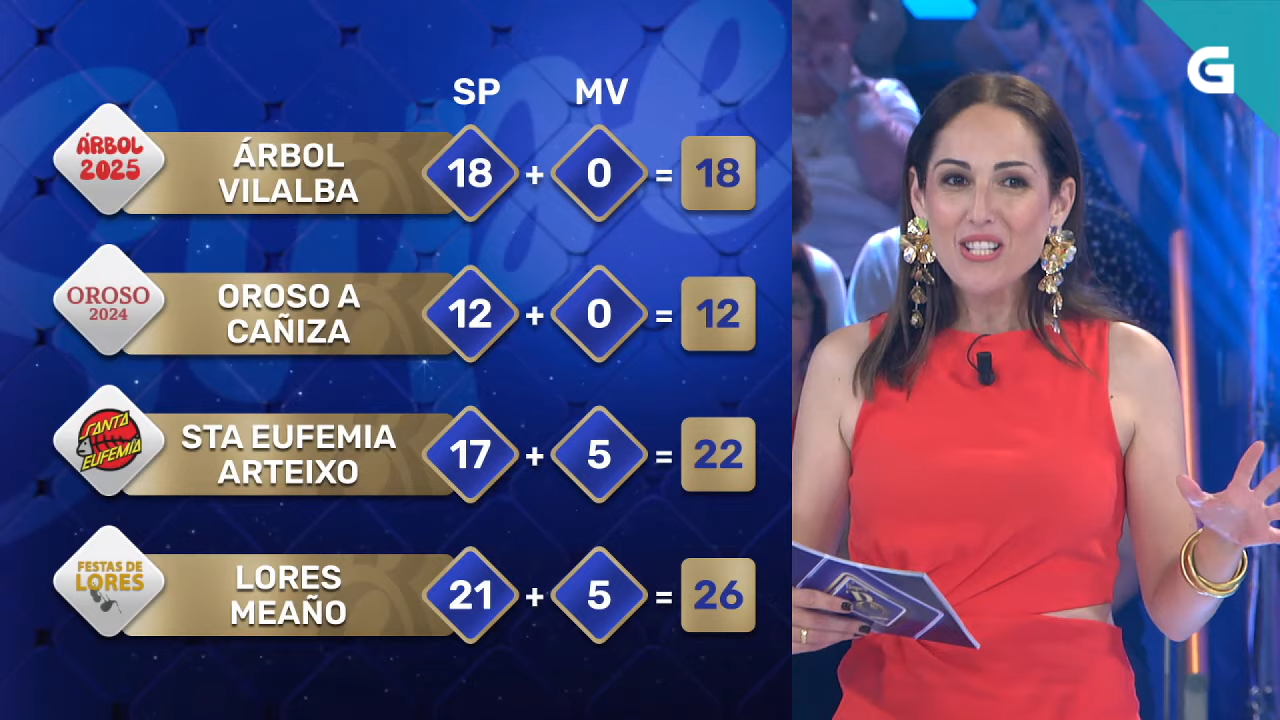 SP MV
ÁRBOL
2025
ÁRBOL
VILALBA
18 + 0 = 18
OROSO
2024
OROSO A
CAÑIZA
12 + 0 = 12
SANTA
EUFEMIA
STA EUFEMIA
ARTEIXO
17 + 5 = 22
FESTAS DE
LORES
LORES
MEAÑO
21 + 5 = 26
G